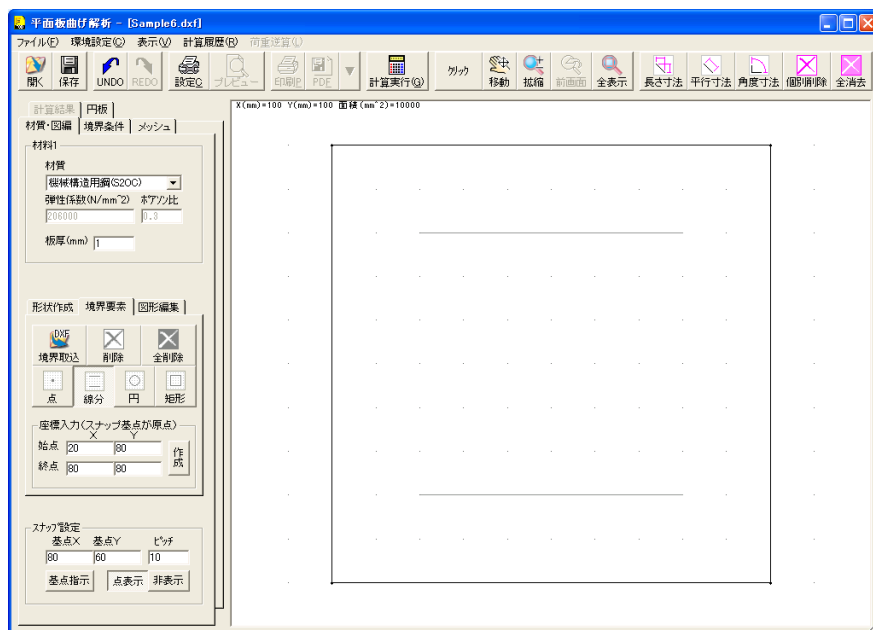 平面板曲げ解析 - [Sample6.dxf]
ファイル(F) 環境設定(C) 表示(V) 計算履歴(R) 荷重逆算(L)
開く 保存 UNDO REDO 設定C プレビュー 印刷P PDF 計算実行(G) クリック 移動 拡縮 前画面 全表示 長さ寸法 平行寸法 角度寸法 個別削除 全消去
計算結果 円板
材質・図編 境界条件 メッシュ
X(mm)=100 Y(mm)=100 面積(mm^2)=10000
材料1
材質
機械構造用鋼(S20C)
弾性係数(N/mm^2) ポアソン比
206000 0.3
板厚(mm) 1
形状作成 境界要素 図形編集
DXF
境界取込 削除 全削除
点 線分 円 矩形
座標入力(スナップ基点が原点)
X Y
始点 20 80 作成
終点 80 80
スナップ設定
基点X 基点Y ピッチ
80 60 10
基点指示 点表示 非表示